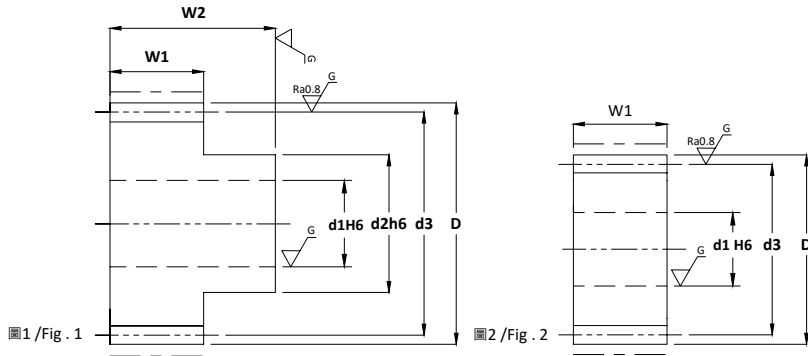 W2
G
W1
Ra0.8
G
d1H6
d2h6
d3
D
G
圖1 /Fig . 1
W1
Ra0.8
G
d1 H6
d3
D
G
圖2 /Fig . 2